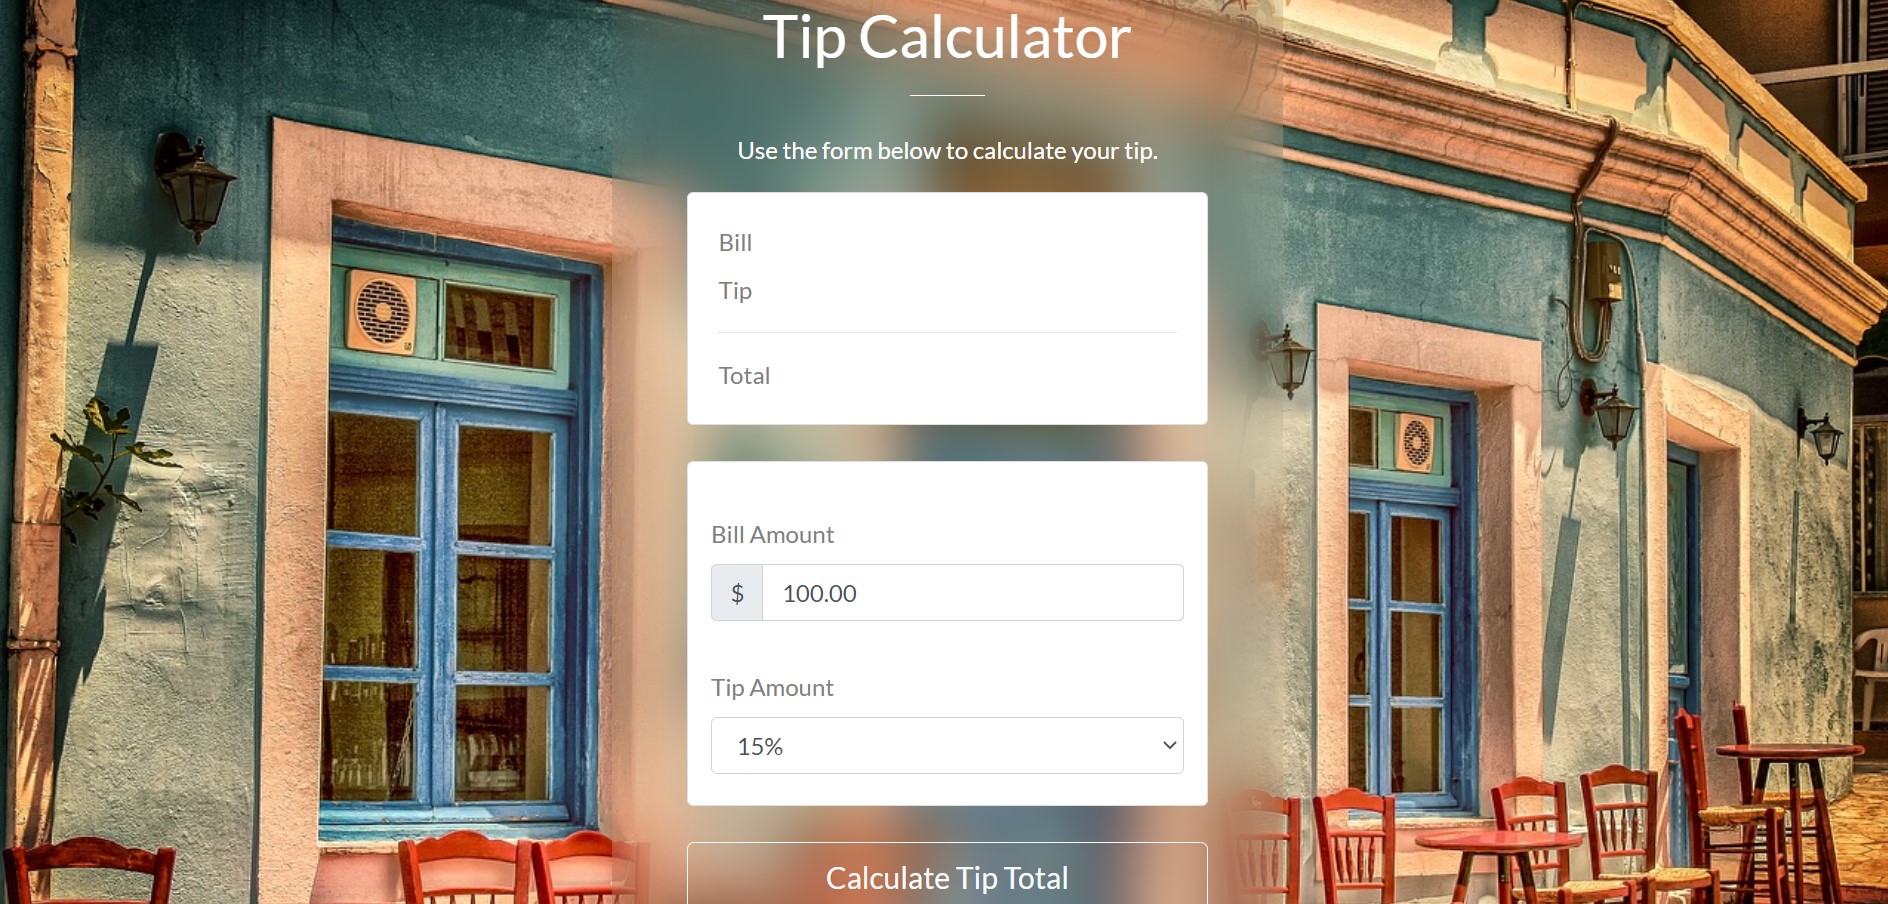 Tip Calculator
Use the form below to calculate your tip.
Bill
Tip
Total
Bill Amount
$ 100.00
Tip Amount
15%
Calculate Tip Total